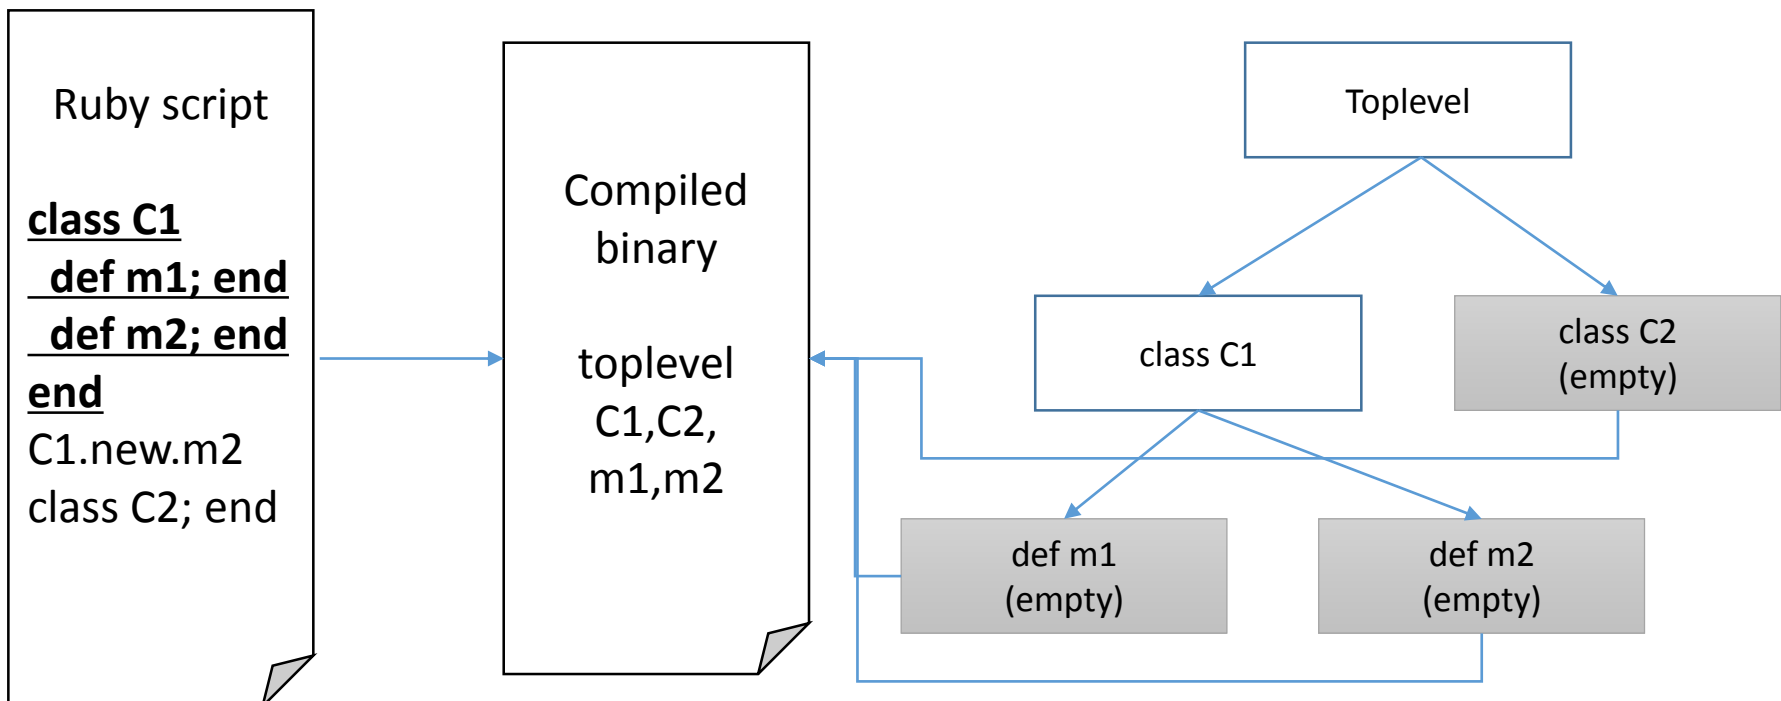 Ruby script
class C1
  def m1; end
  def m2; end
end
C1.new.m2
class C2; end
Compiled
binary
toplevel
C1,C2,
m1,m2
Toplevel
class C1
class C2
(empty)
def m1
(empty)
def m2
(empty)